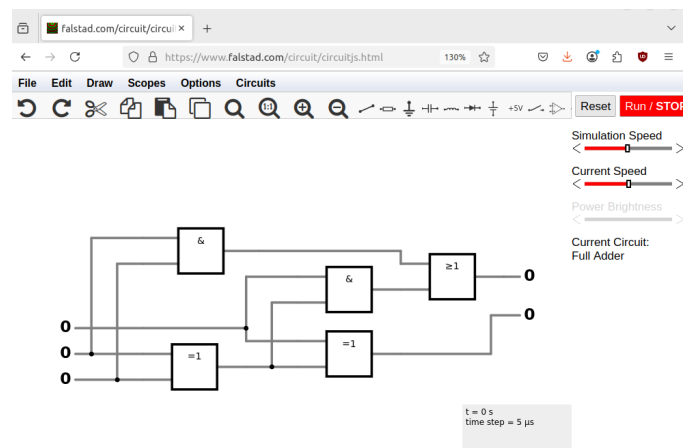 falstad.com/circuit/circui
https://www.falstad.com/circuit/circuitjs.html
130%
File Edit Draw Scopes Options Circuits
+5V
Reset
Run / STOP
Simulation Speed
Current Speed
Power Brightness
Current Circuit:
Full Adder
&
≥1
0
&
0
0
=1
0
=1
0
t = 0 s
time step = 5 μs